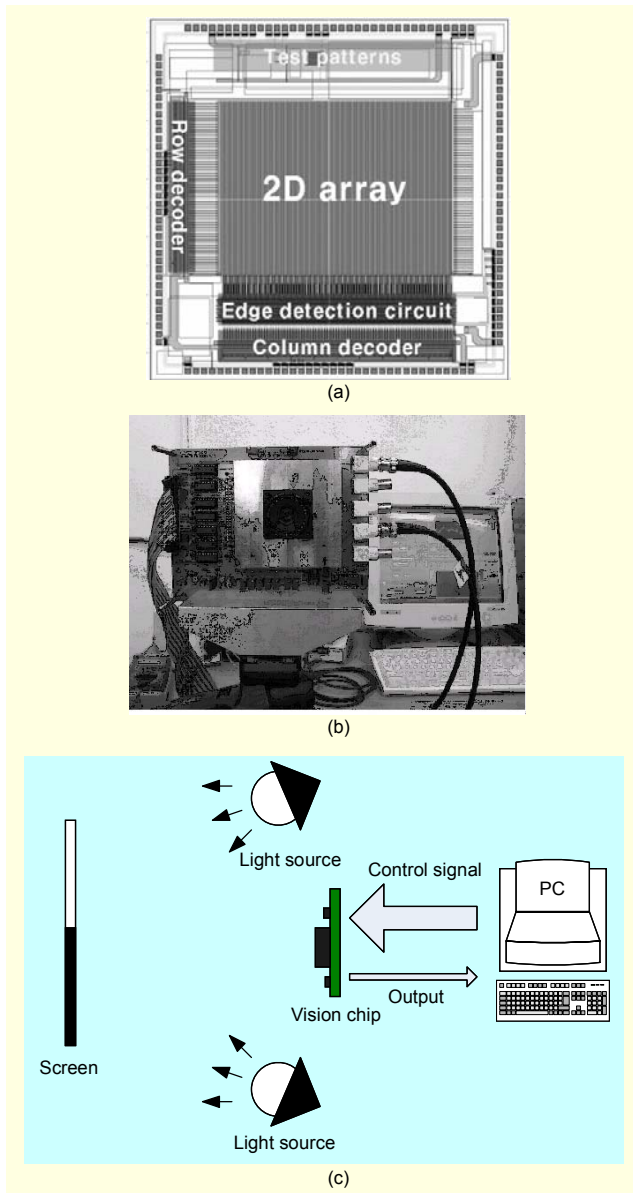 Test patterns
Row decoder
2D array
Edge detection circuit
Column decoder
(a)
(b)
Light source
Control signal
PC
Output
Vision chip
Screen
Light source
(c)